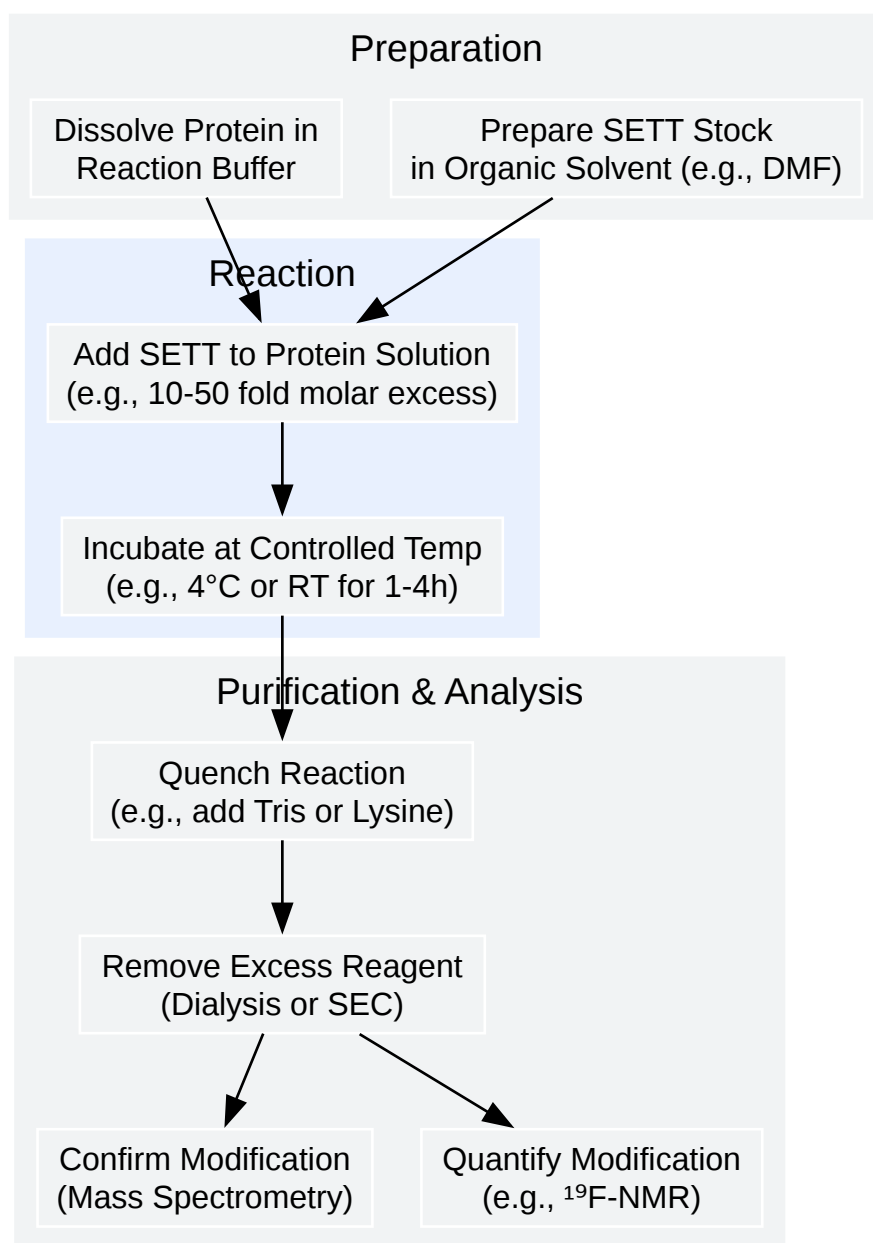 Preparation
Dissolve Protein in
Reaction Buffer
Prepare SETT Stock
in Organic Solvent (e.g., DMF)
Reaction
Add SETT to Protein Solution
(e.g., 10-50 fold molar excess)
Incubate at Controlled Temp
(e.g., 4°C or RT for 1-4h)
Purification & Analysis
Quench Reaction
(e.g., add Tris or Lysine)
Remove Excess Reagent
(Dialysis or SEC)
Confirm Modification
(Mass Spectrometry)
Quantify Modification
(e.g., ¹⁹F-NMR)